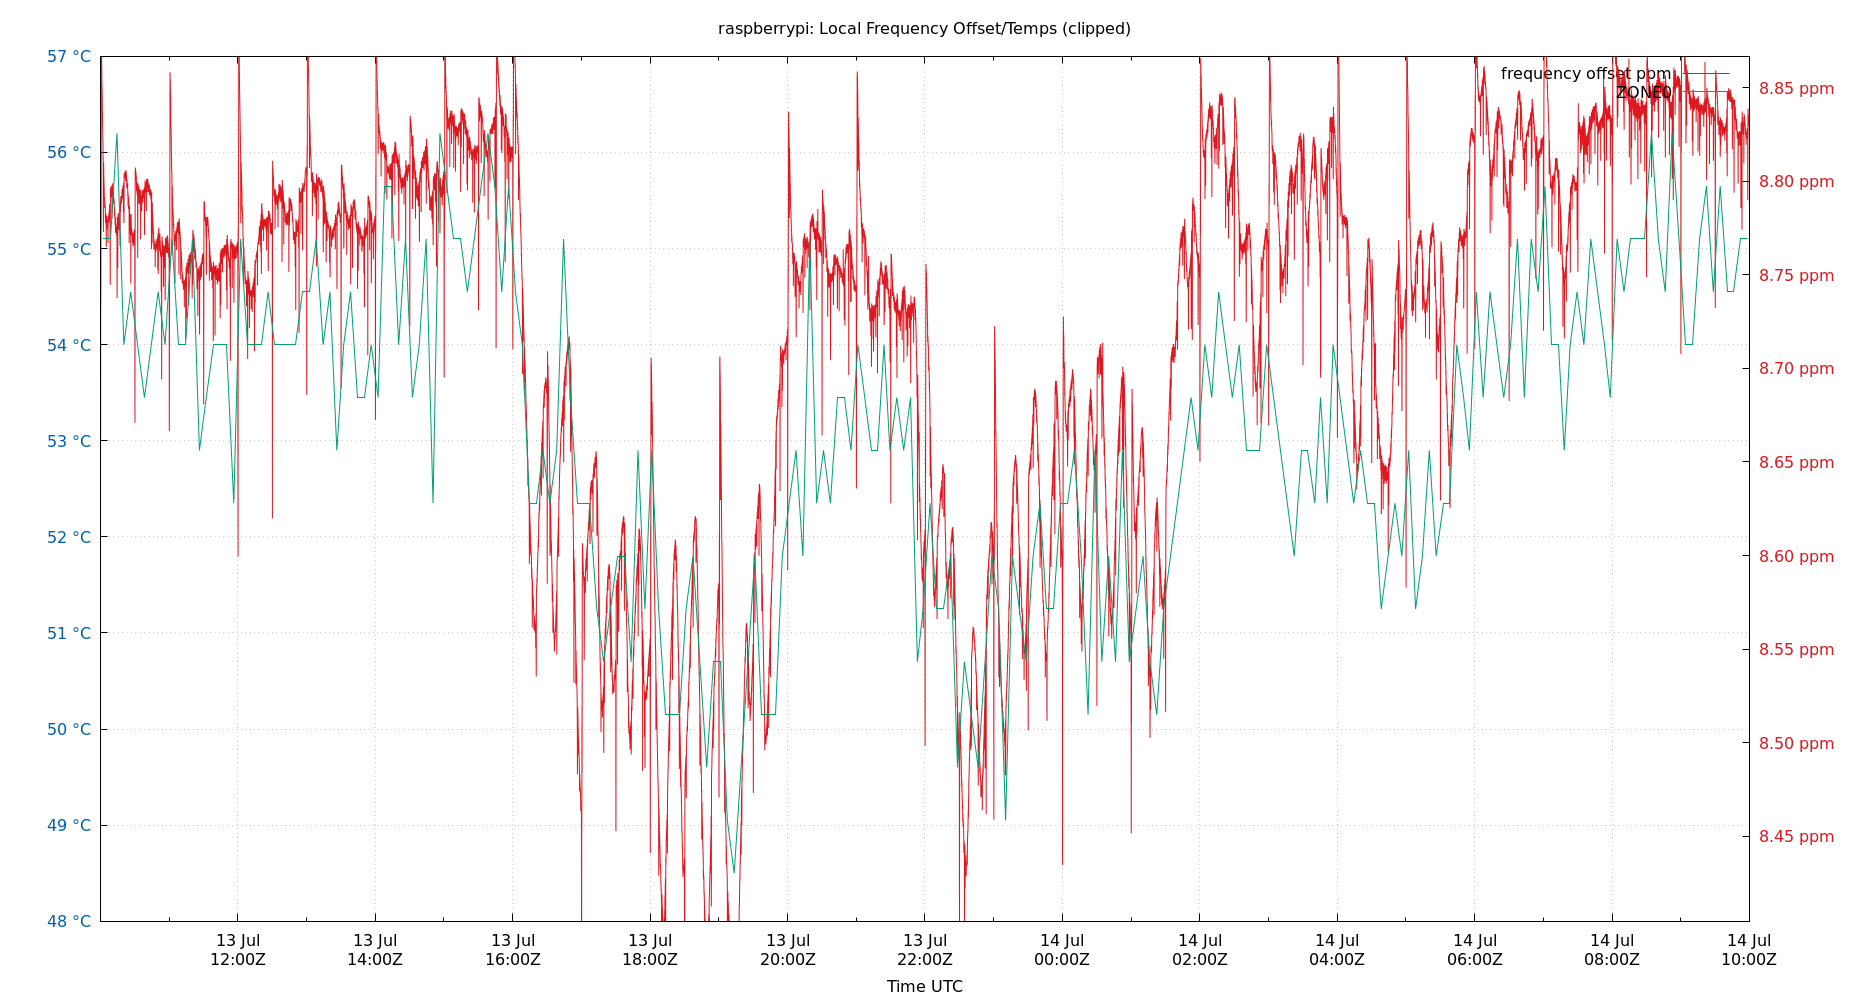 raspberrypi: Local Frequency Offset/Temps (clipped)
57 °C
56 °C
55 °C
54 °C
53 °C
52 °C
51 °C
50 °C
49 °C
48 °C
frequency offset ppm
ZONE0
8.85 ppm
8.80 ppm
8.75 ppm
8.70 ppm
8.65 ppm
8.60 ppm
8.55 ppm
8.50 ppm
8.45 ppm
13 Jul 13 Jul 13 Jul 13 Jul 13 Jul 13 Jul 14 Jul 14 Jul 14 Jul 14 Jul 14 Jul 14 Jul
12:00Z 14:00Z 16:00Z 18:00Z 20:00Z 22:00Z 00:00Z 02:00Z 04:00Z 06:00Z 08:00Z 10:00Z
Time UTC